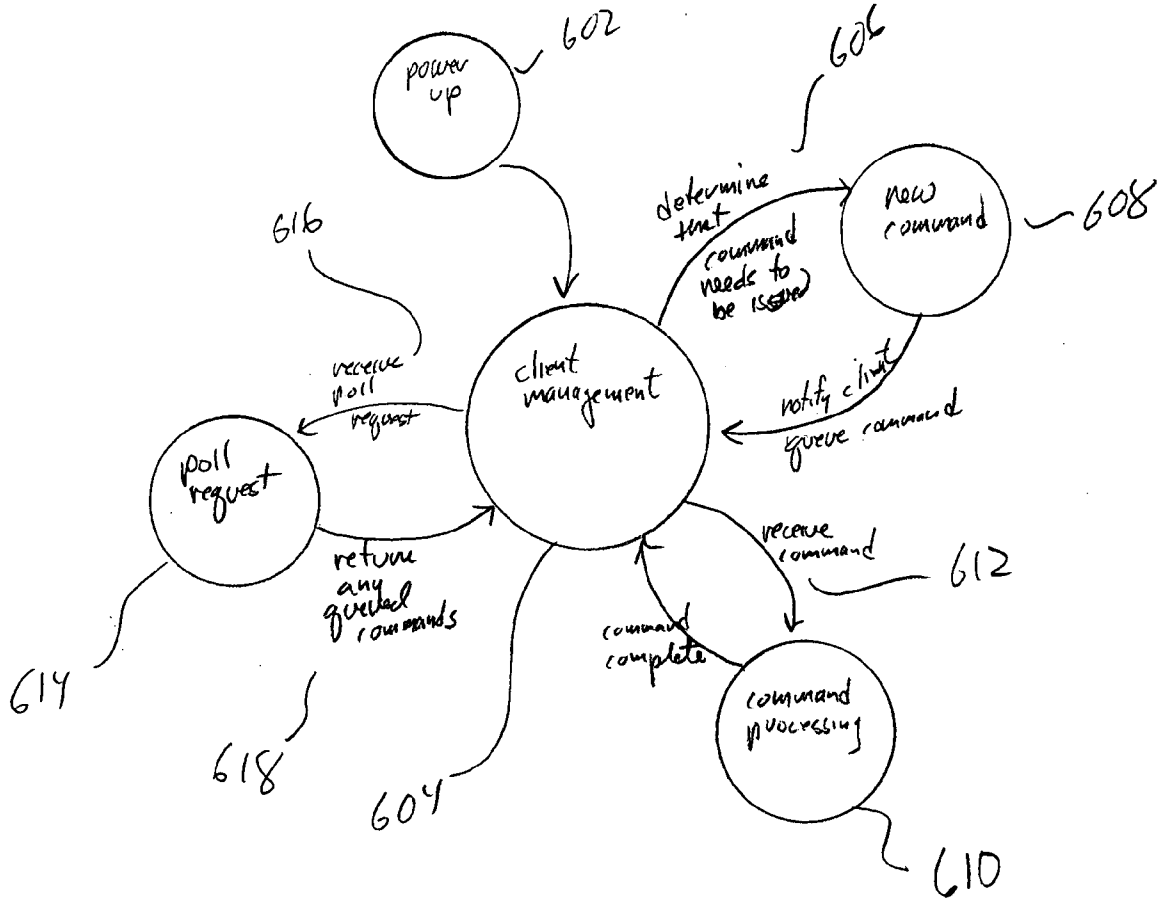 602
power
up
606
determine
that
command
needs to
be issued
new
command
608
616
receive
poll
request
client
management
notify client
queue command
poll
request
return
any
queued
commands
receive
command
612
command
complete
614
618
604
command
processing
610